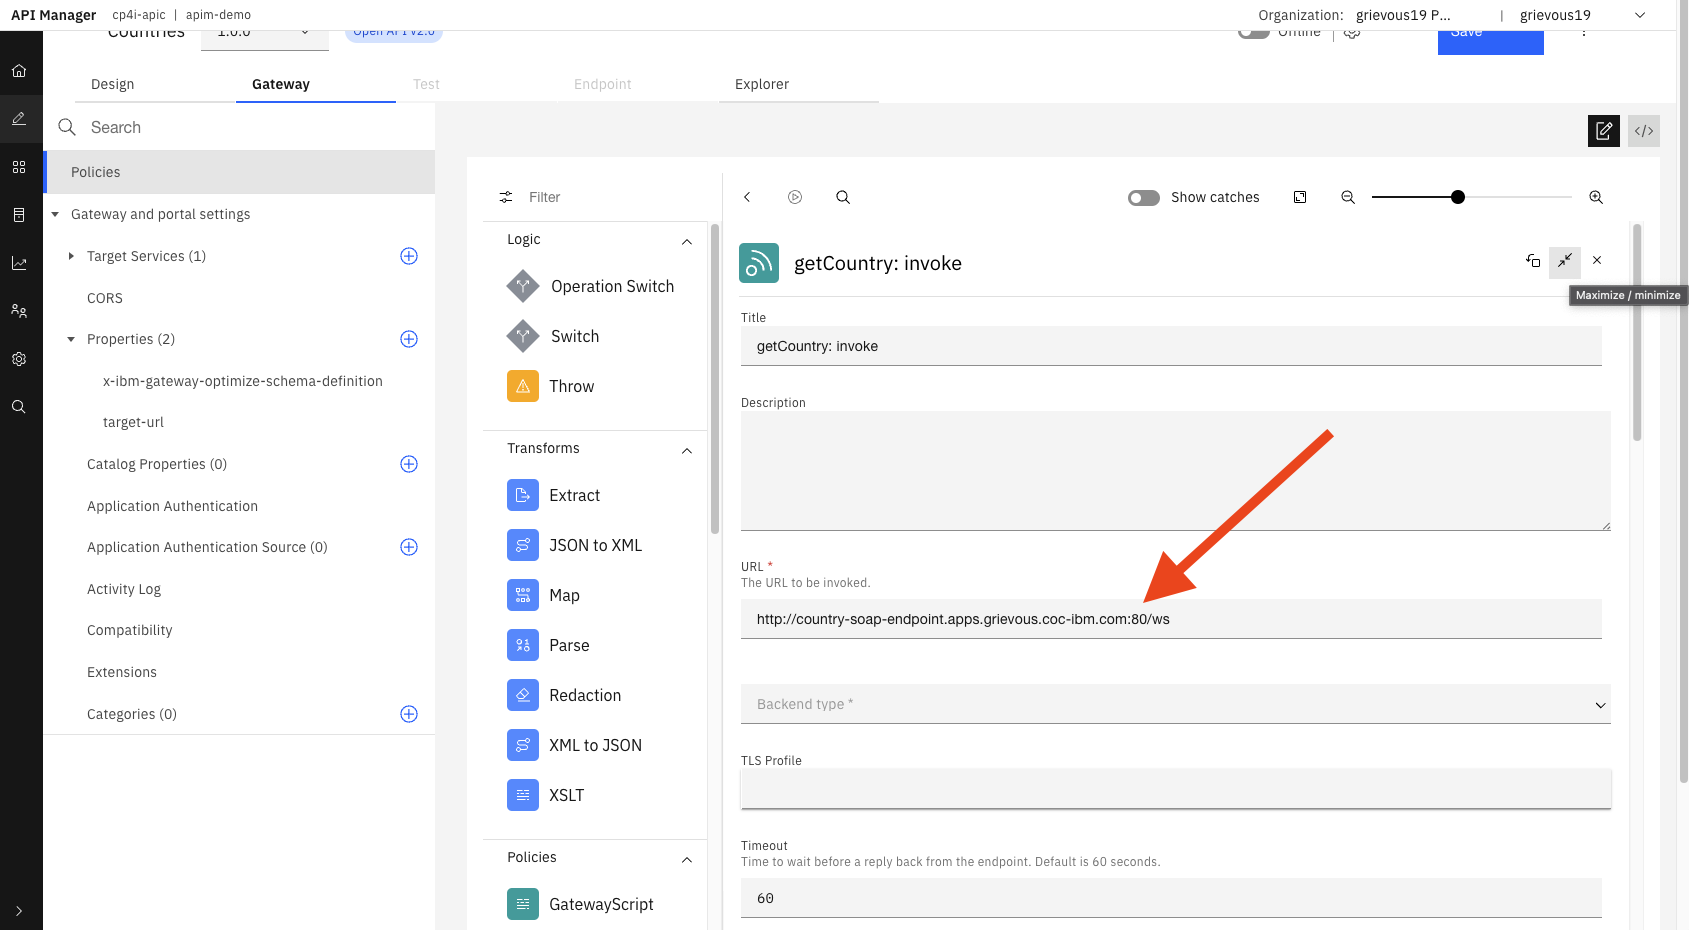 API Manager cp4i-apic | apim-demo Organization: grievous19 P... | grievous19
Countries 1.0.0 Open API v2.0 Offline Save
Design Gateway Test Endpoint Explorer
Search
Policies
Gateway and portal settings
Target Services (1)
CORS
Properties (2)
x-ibm-gateway-optimize-schema-definition
target-url
Catalog Properties (0)
Application Authentication
Application Authentication Source (0)
Activity Log
Compatibility
Extensions
Categories (0)
Filter
Logic
Operation Switch
Switch
Throw
Transforms
Extract
JSON to XML
Map
Parse
Redaction
XML to JSON
XSLT
Policies
GatewayScript
Show catches
getCountry: invoke
Maximize / minimize
Title
getCountry: invoke
Description
URL *
The URL to be invoked.
http://country-soap-endpoint.apps.grievous.coc-ibm.com:80/ws
Backend type *
TLS Profile
Timeout
Time to wait before a reply back from the endpoint. Default is 60 seconds.
60